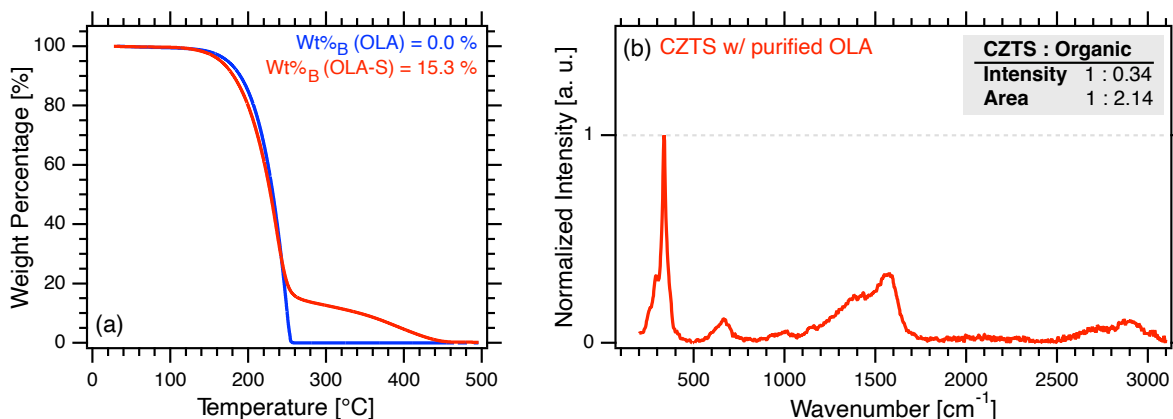 Wt%B (OLA) = 0.0 %
Wt%B (OLA-S) = 15.3 %
100
80
60
40
20
0
Weight Percentage [%]
(a)
0 100 200 300 400 500
Temperature [°C]
(b) CZTS w/ purified OLA
CZTS : Organic
Intensity 1 : 0.34
Area 1 : 2.14
1
0
Normalized Intensity [a. u.]
500 1000 1500 2000 2500 3000
Wavenumber [cm-1]